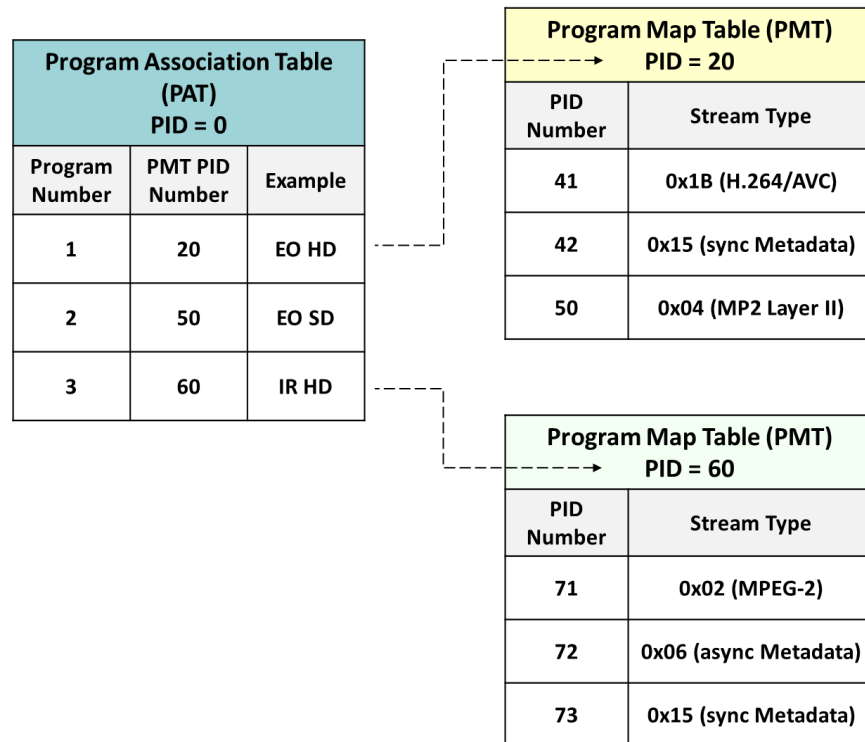 Program Association Table
(PAT)
PID = 0
Program Number PMT PID Number Example
1 20 EO HD
2 50 EO SD
3 60 IR HD
Program Map Table (PMT)
PID = 20
PID Number Stream Type
41 0x1B (H.264/AVC)
42 0x15 (sync Metadata)
50 0x04 (MP2 Layer II)
Program Map Table (PMT)
PID = 60
PID Number Stream Type
71 0x02 (MPEG-2)
72 0x06 (async Metadata)
73 0x15 (sync Metadata)